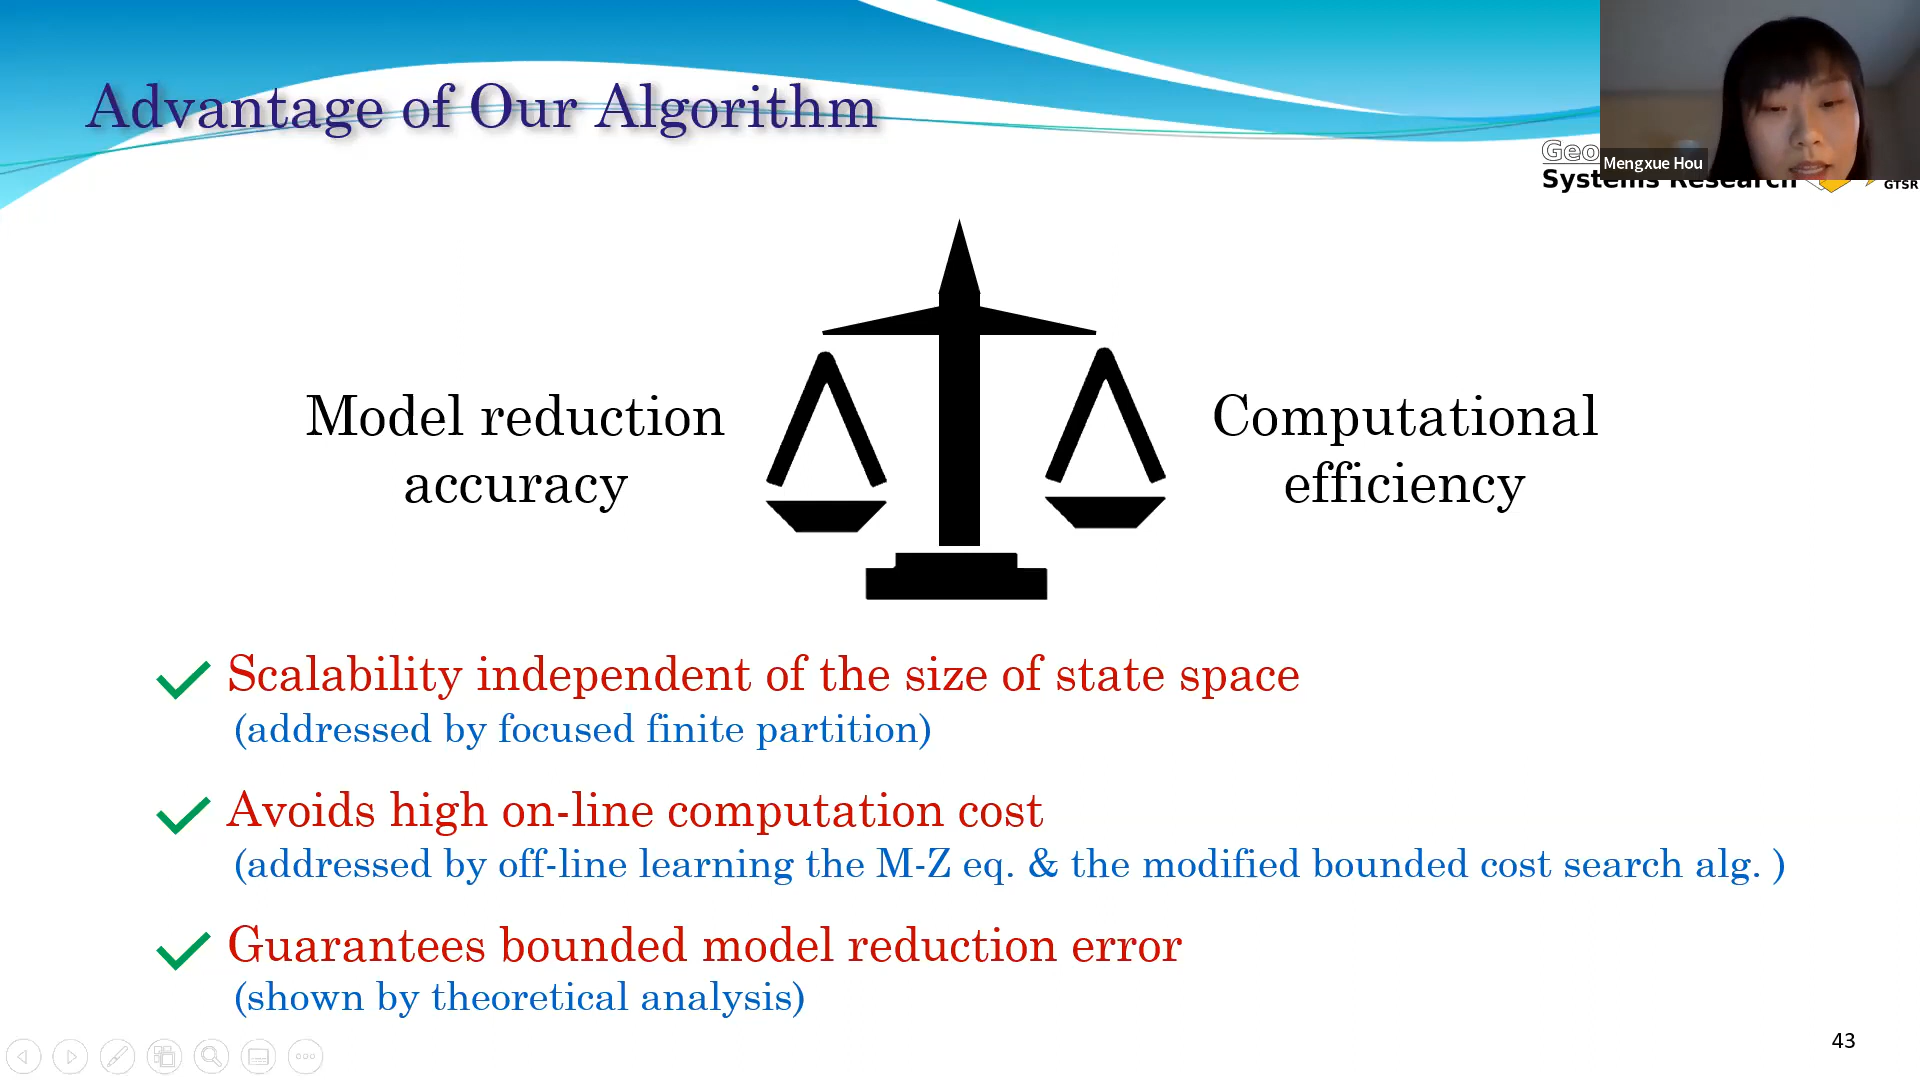 Advantage of Our Algorithm
Mengxue Hou
Geo
Systems Research
GTSR
Model reduction
accuracy
Computational
efficiency
Scalability independent of the size of state space
(addressed by focused finite partition)
Avoids high on-line computation cost
(addressed by off-line learning the M-Z eq. & the modified bounded cost search alg. )
Guarantees bounded model reduction error
(shown by theoretical analysis)
43